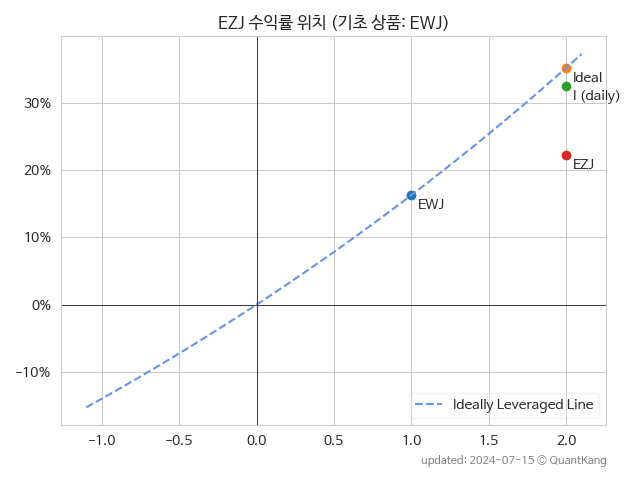 EZJ 수익률 위치 (기초 상품: EWJ)
30%
20%
10%
0%
−10%
Ideal
I (daily)
EZJ
EWJ
Ideally Leveraged Line
−1.0 −0.5 0.0 0.5 1.0 1.5 2.0
updated: 2024-07-15 © QuantKang